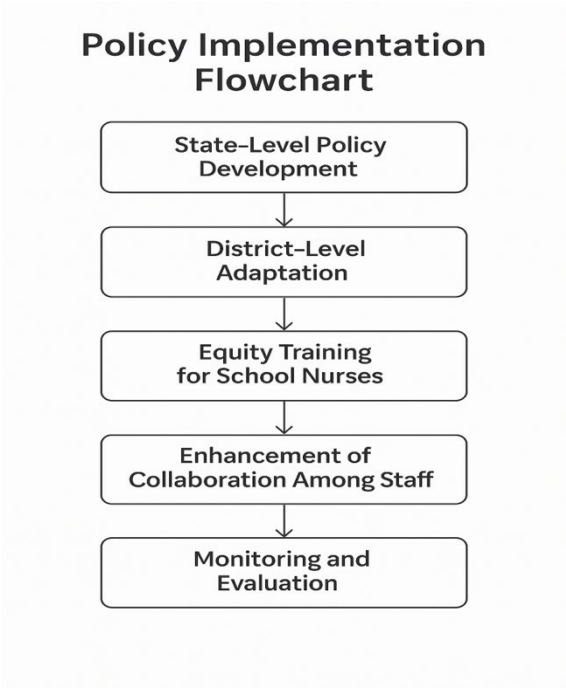 Policy Implementation
Flowchart
State–Level Policy
Development
District–Level
Adaptation
Equity Training
for School Nurses
Enhancement of
Collaboration Among Staff
Monitoring and
Evaluation